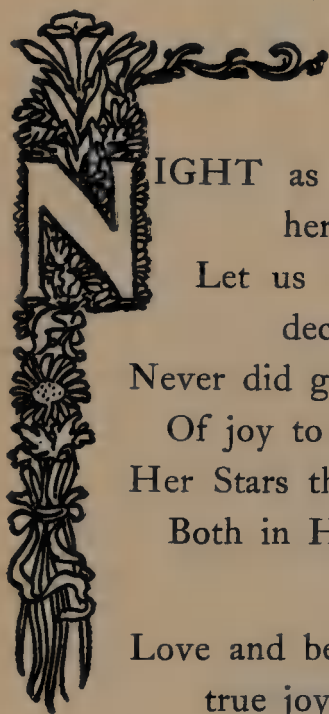 NIGHT as
her
Let us
dec
Never did g
Of joy to
Her Stars th
Both in H
Love and be
true joy